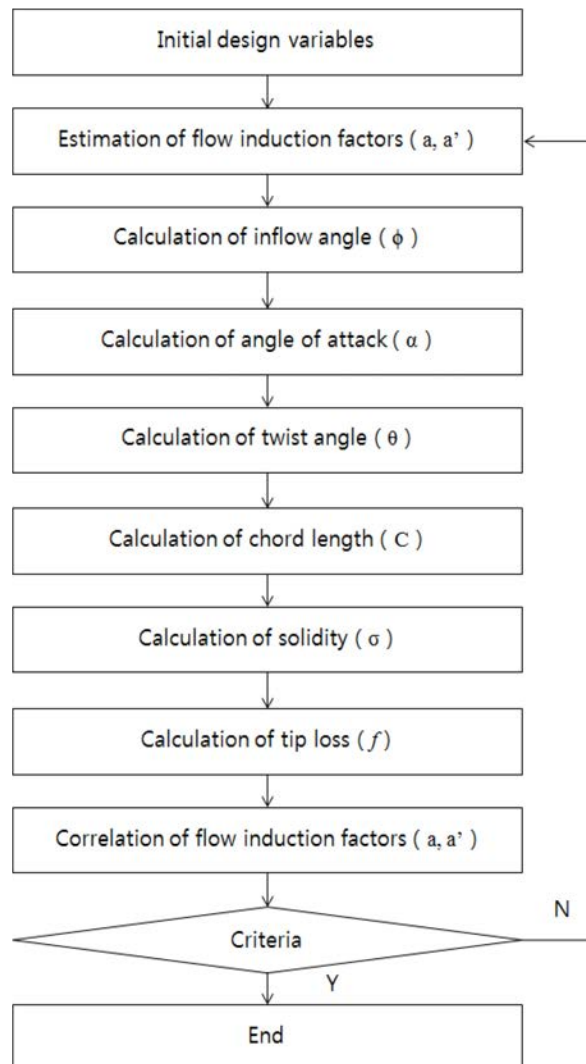 Initial design variables
Estimation of flow induction factors ( a, a’ )
Calculation of inflow angle ( ϕ )
Calculation of angle of attack ( α )
Calculation of twist angle ( θ )
Calculation of chord length ( C )
Calculation of solidity ( σ )
Calculation of tip loss ( f )
Correlation of flow induction factors ( a, a’ )
N
Criteria
Y
End